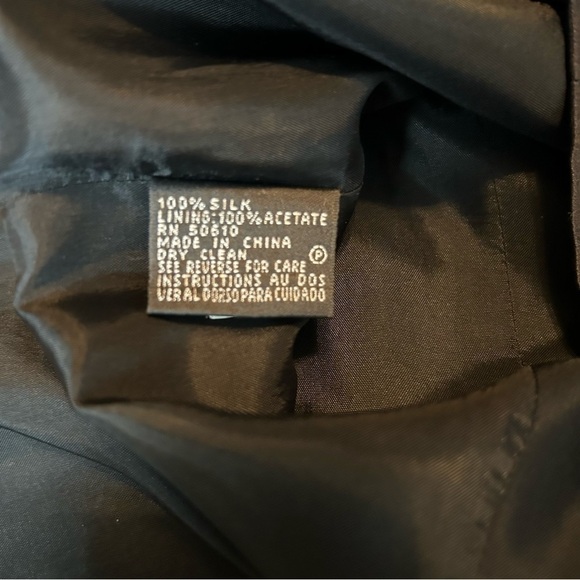 100% SILK
LINING: 100% ACETATE
RN 50610
MADE IN CHINA
DRY CLEAN P
SEE REVERSE FOR CARE
INSTRUCTIONS AU DOS
VER AL DORSO PARA CUIDADO